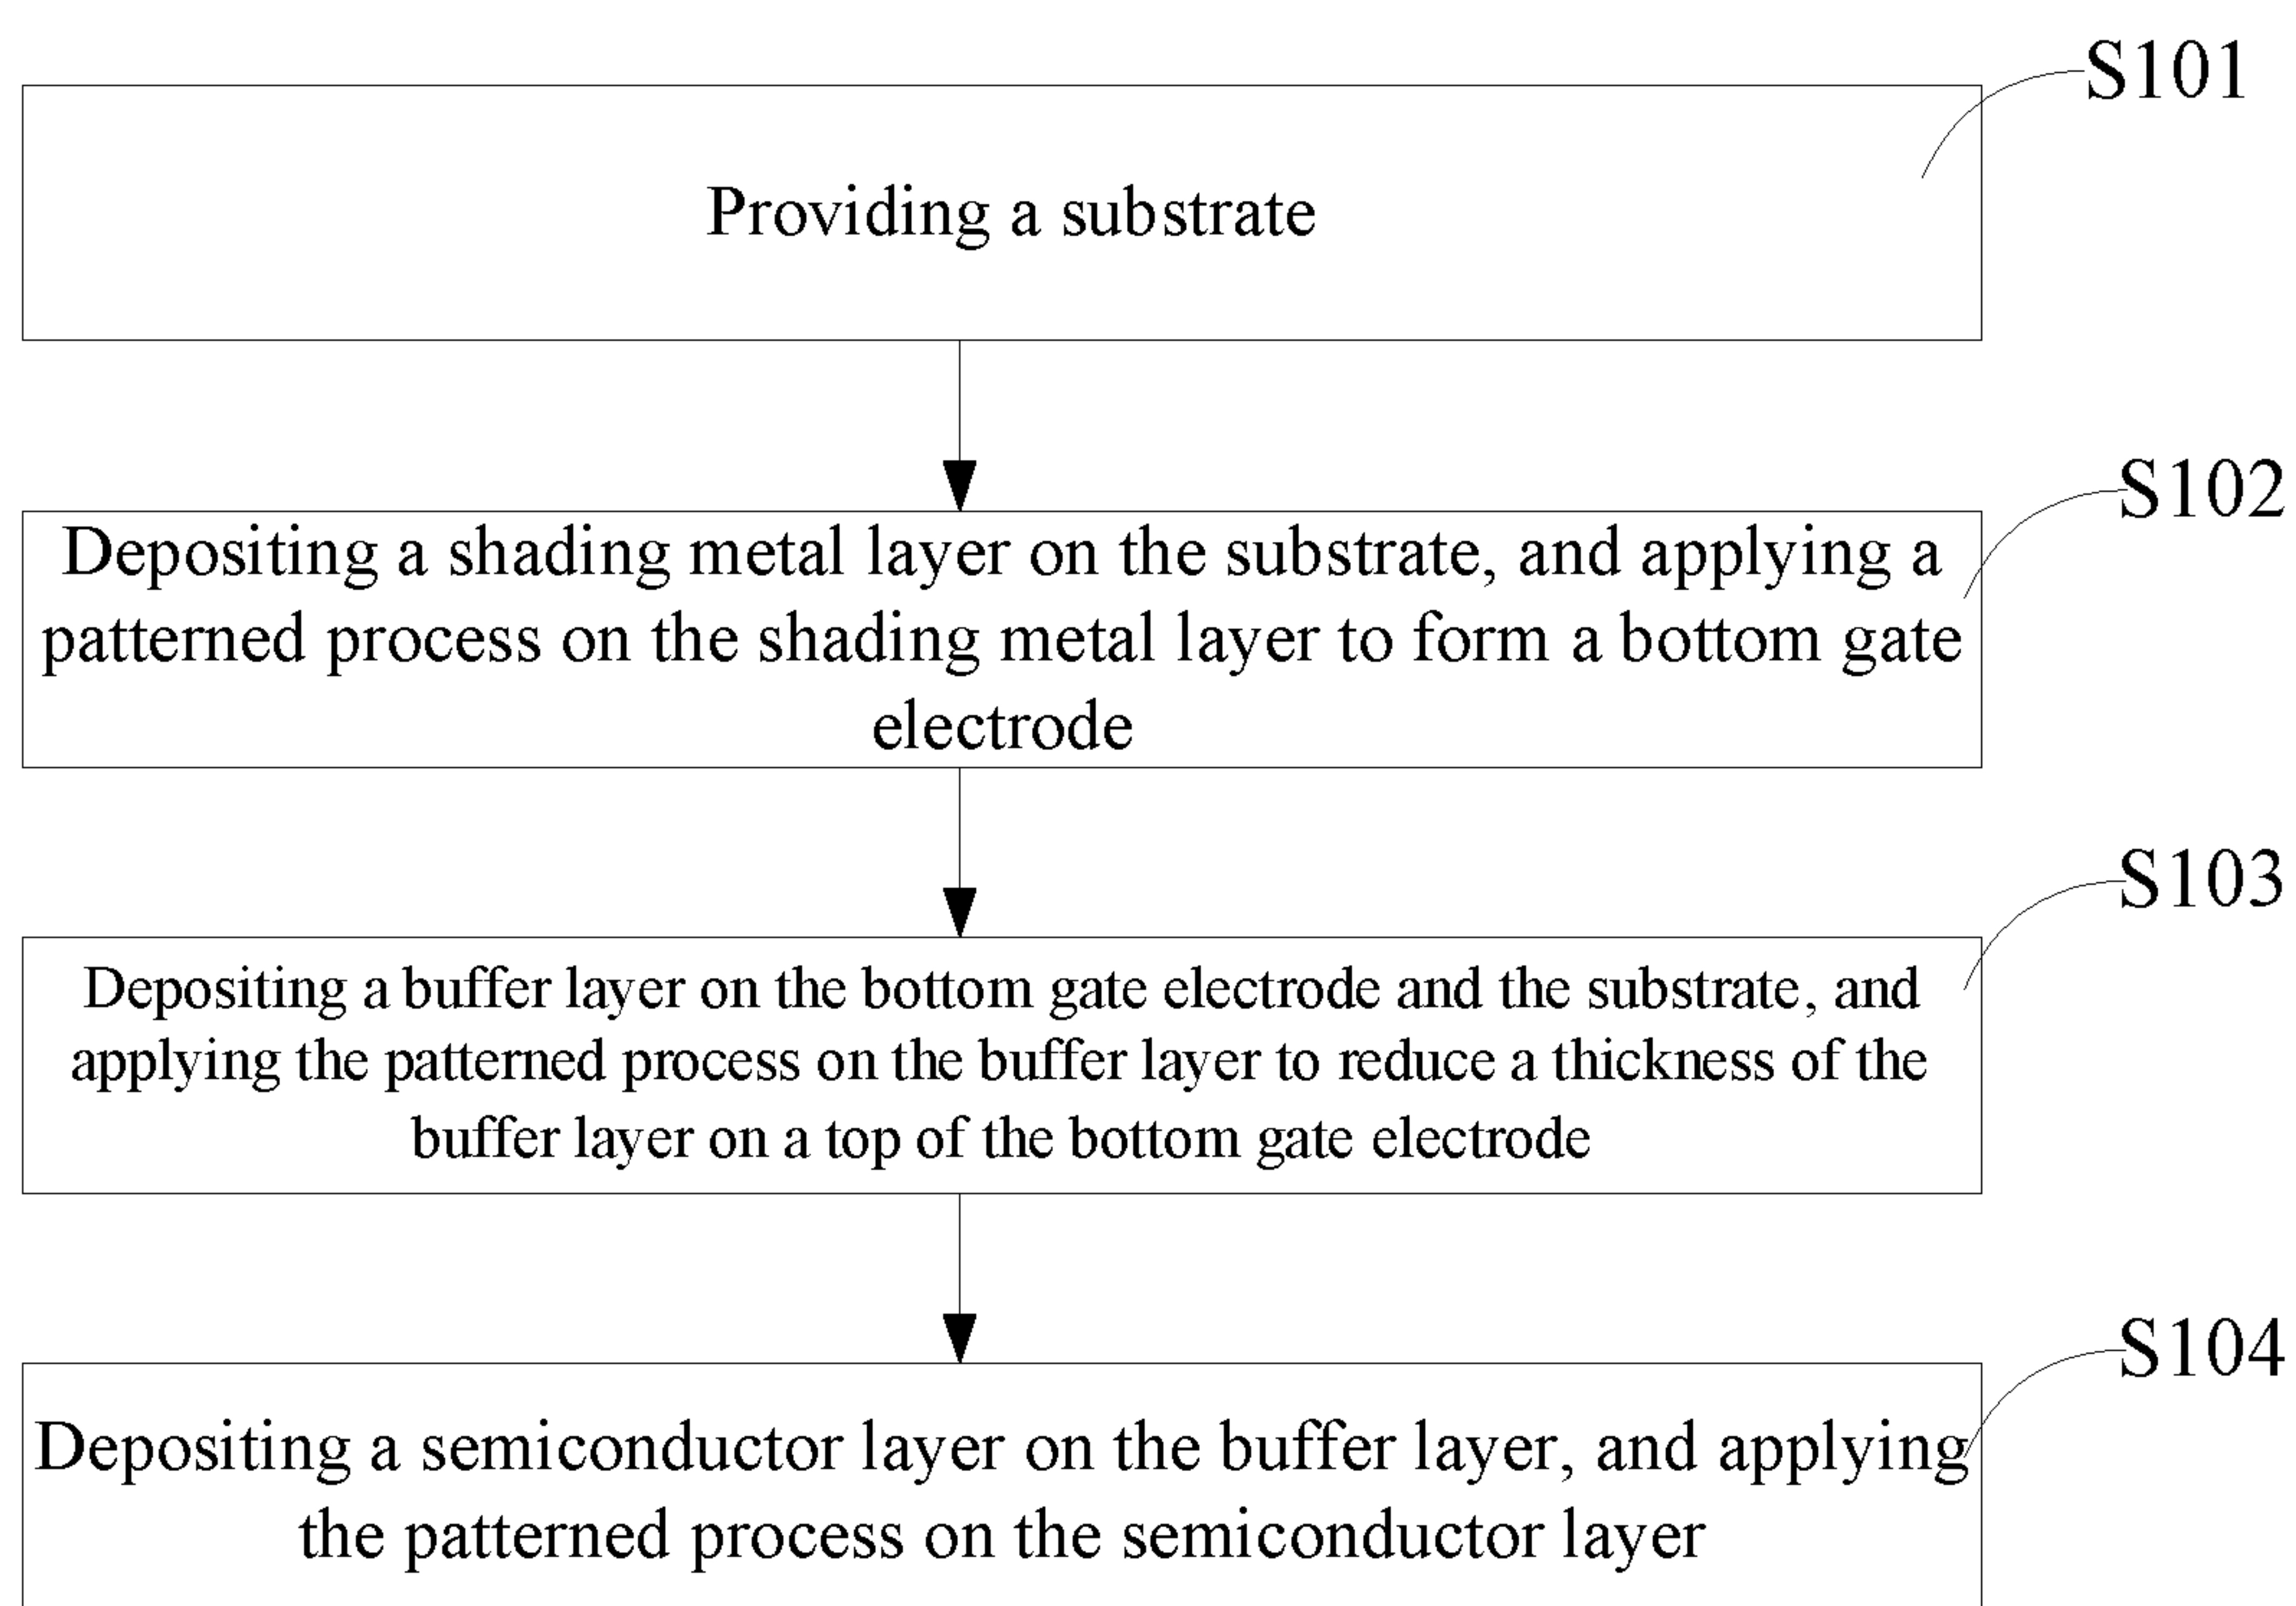 S101
Providing a substrate
S102
Depositing a shading metal layer on the substrate, and applying a
patterned process on the shading metal layer to form a bottom gate
electrode
S103
Depositing a buffer layer on the bottom gate electrode and the substrate, and
applying the patterned process on the buffer layer to reduce a thickness of the
buffer layer on a top of the bottom gate electrode
S104
Depositing a semiconductor layer on the buffer layer, and applying
the patterned process on the semiconductor layer